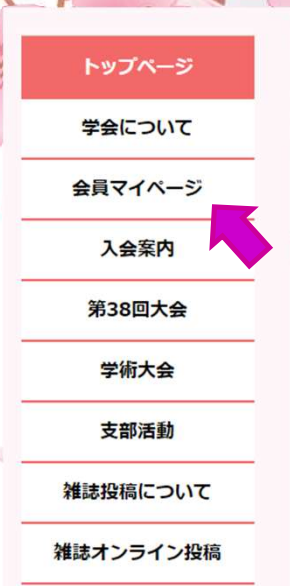 トップページ
学会について
会員マイページ
入会案内
第38回大会
学術大会
支部活動
雑誌投稿について
雑誌オンライン投稿